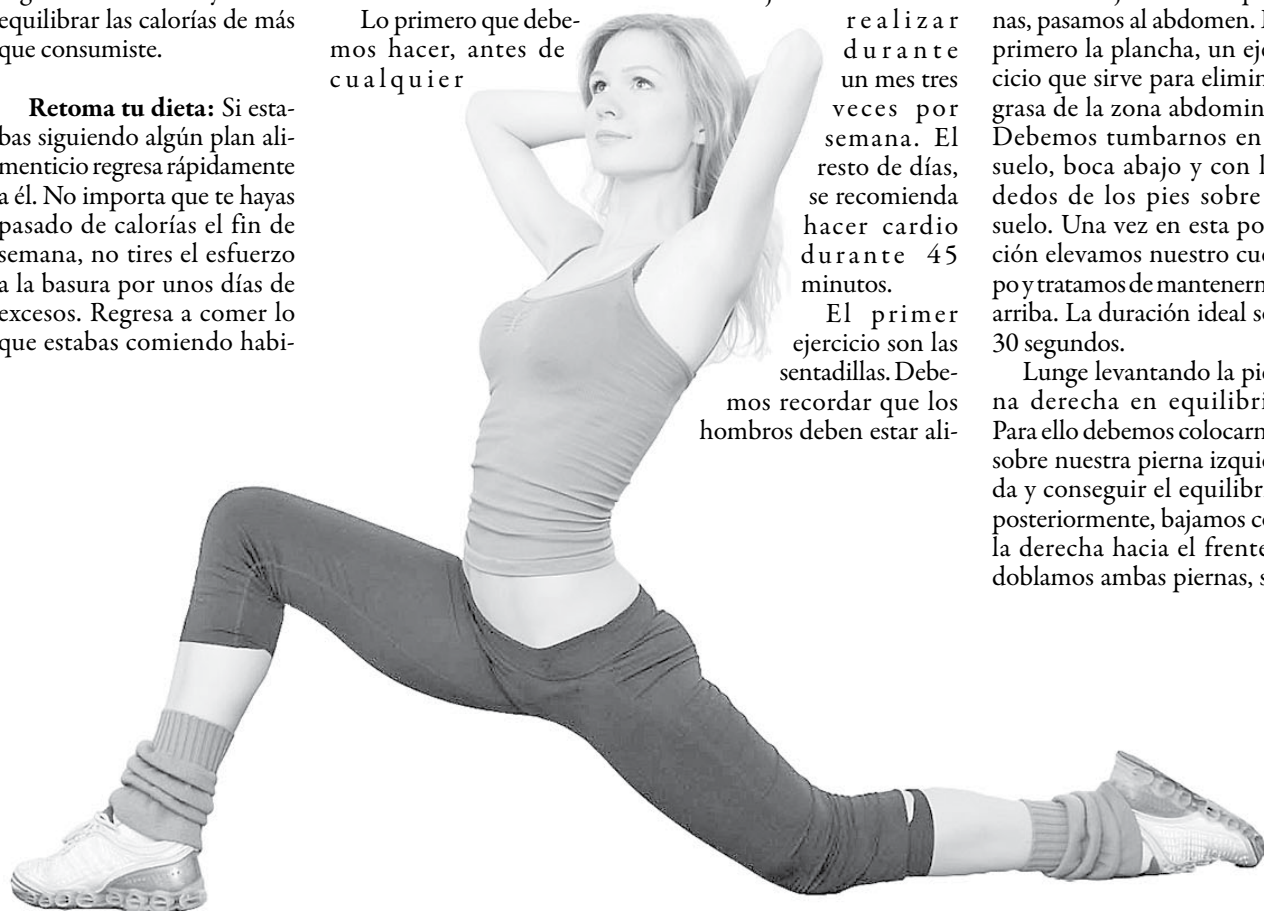 equilibrar las calorías de más
que consumiste.
Retoma tu dieta: Si esta-
bas siguiendo algún plan ali-
menticio regresa rápidamente
a él. No importa que te hayas
pasado de calorías el fin de
semana, no tires el esfuerzo
a la basura por unos días de
excesos. Regresa a comer lo
que estabas comiendo habi-
Lo primero que debe-
mos hacer, antes de
cualquier
realizar
durante
un mes tres
veces por
semana. El
resto de días,
se recomienda
hacer cardio
durante 45
minutos.
El primer
ejercicio son las
sentadillas. Debe-
mos recordar que los
hombros deben estar ali-
nas, pasamos al abdomen.
primero la plancha, un eje
cicio que sirve para elimin
grasa de la zona abdomin
Debemos tumbarnos en
suelo, boca abajo y con l
dedos de los pies sobre
suelo. Una vez en esta po
ción elevamos nuestro cue
po y tratamos de mantenern
arriba. La duración ideal so
30 segundos.
Lunge levantando la pie
na derecha en equilibri
Para ello debemos colocarn
sobre nuestra pierna izquie
da y conseguir el equilibri
posteriormente, bajamos co
la derecha hacia el frente
doblamos ambas piernas, s